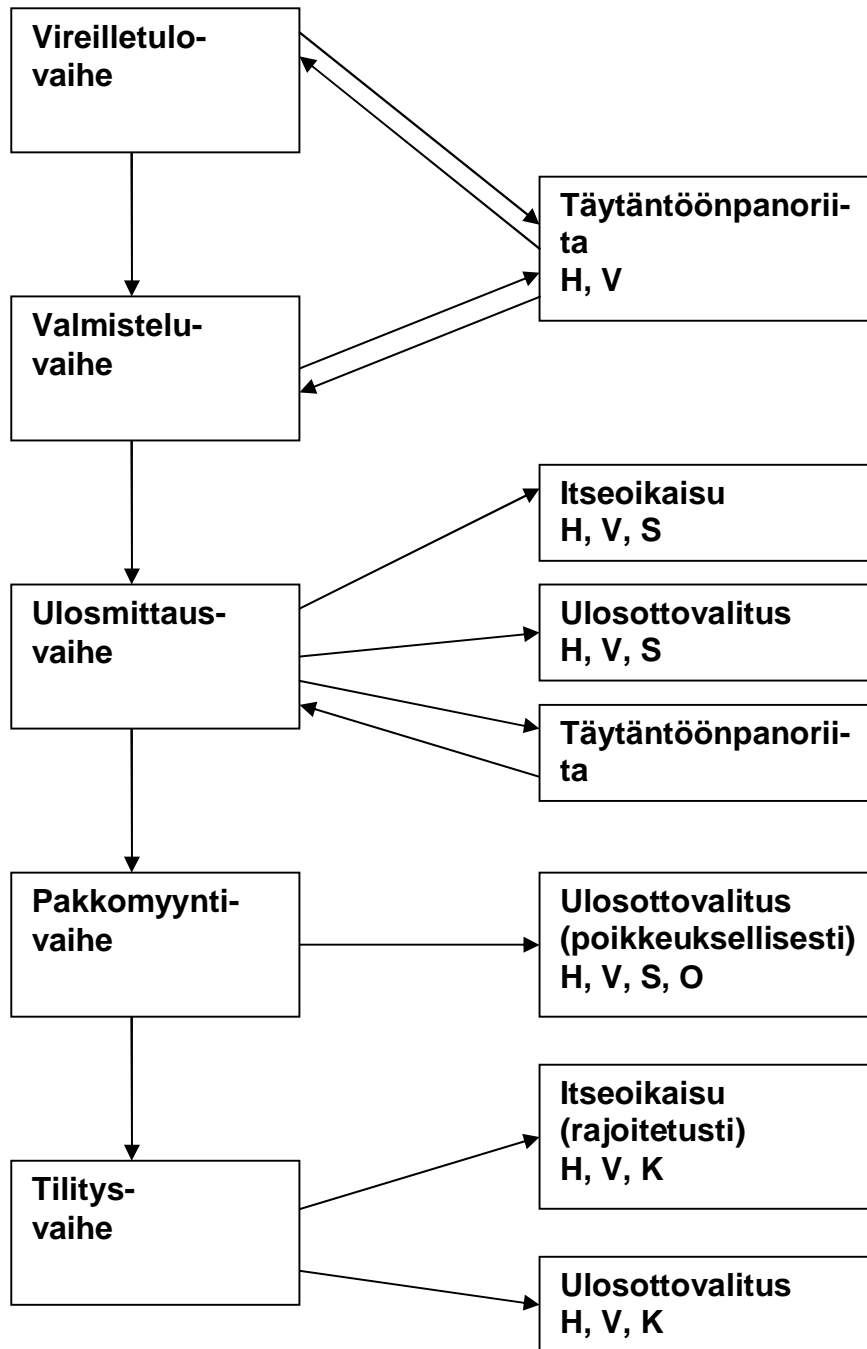 Vireilletulo-
vaihe
Täytäntöönpanorii-
ta
H, V
Valmistelu-
vaihe
Itseoikaisu
H, V, S
Ulosmittaus-
vaihe
Ulosottovalitus
H, V, S
Täytäntöönpanorii-
ta
Pakkomyynti-
vaihe
Ulosottovalitus
(poikkeuksellisesti)
H, V, S, O
Itseoikaisu
(rajoitetusti)
H, V, K
Tilitys-
vaihe
Ulosottovalitus
H, V, K